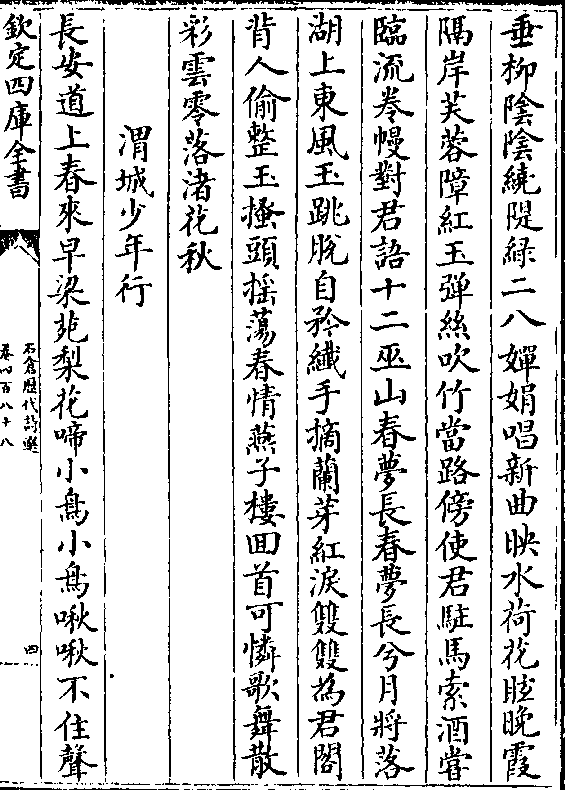 垂柳陰陰繞隄緑二八嬋娟唱新曲映水荷花賍晚霞
隔岸芙蓉障紅玉彈絲吹竹當路傍使君駐馬索酒嘗
臨流卷幔對君語十二巫山春夢長春夢長兮月將落
湖上東風玉跳脱自矜纖手摘蘭芽紅淚雙雙為君閣
背人偷整玉搔頭揺蕩春情燕子樓囬首可憐歌舞散
彩雲零落渚花秋
渭城少年行
長安道上春來早梁苑梨花啼小鳥小鳥啾啾不住聲
欽定四庫全書
石倉歴代詩選
卷四百八十八
四